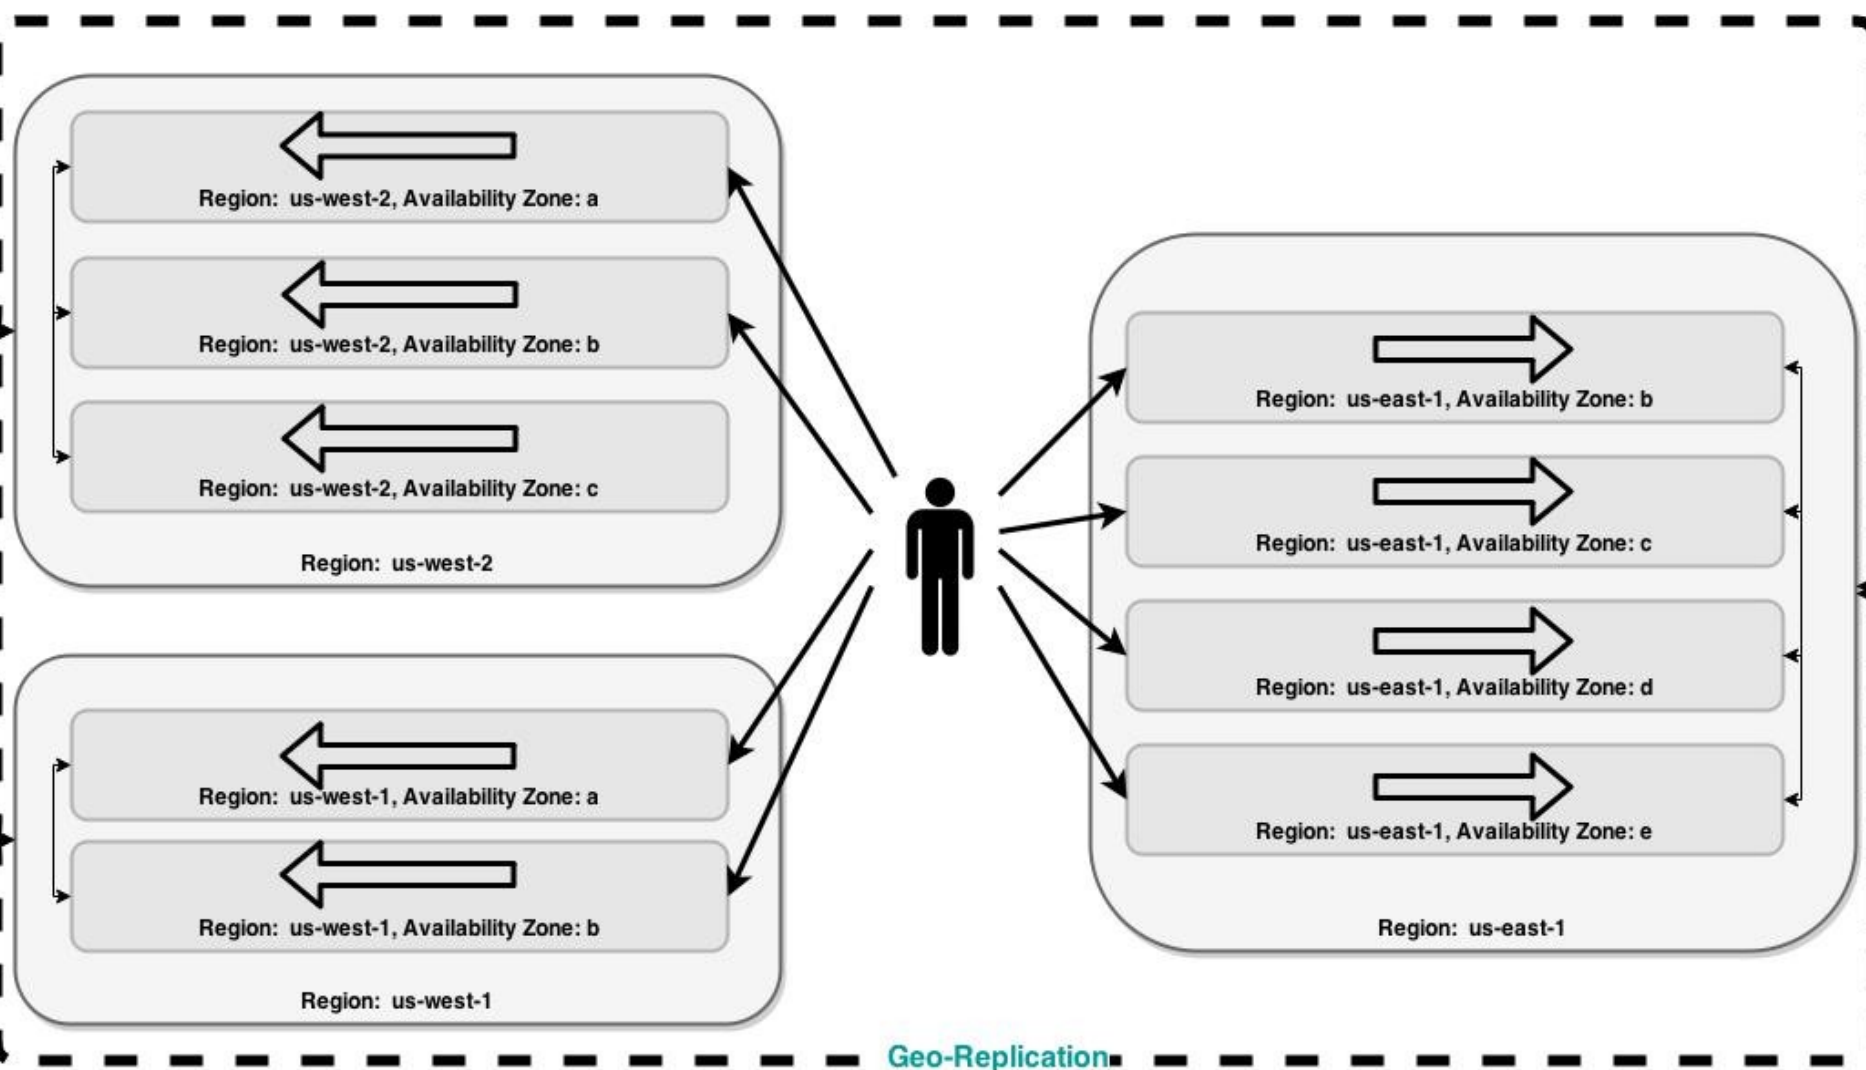 Region: us-west-2, Availability Zone: a
Region: us-west-2, Availability Zone: b
Region: us-west-2, Availability Zone: c
Region: us-west-2
Region: us-west-1, Availability Zone: a
Region: us-west-1, Availability Zone: b
Region: us-west-1
Region: us-east-1, Availability Zone: b
Region: us-east-1, Availability Zone: c
Region: us-east-1, Availability Zone: d
Region: us-east-1, Availability Zone: e
Region: us-east-1
Geo-Replication